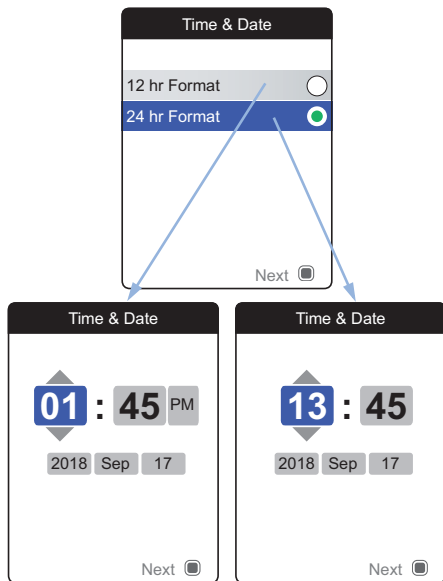 Time & Date
12 hr Format
24 hr Format
Next
Time & Date
01 : 45 PM
2018 Sep 17
Next
Time & Date
13 : 45
2018 Sep 17
Next